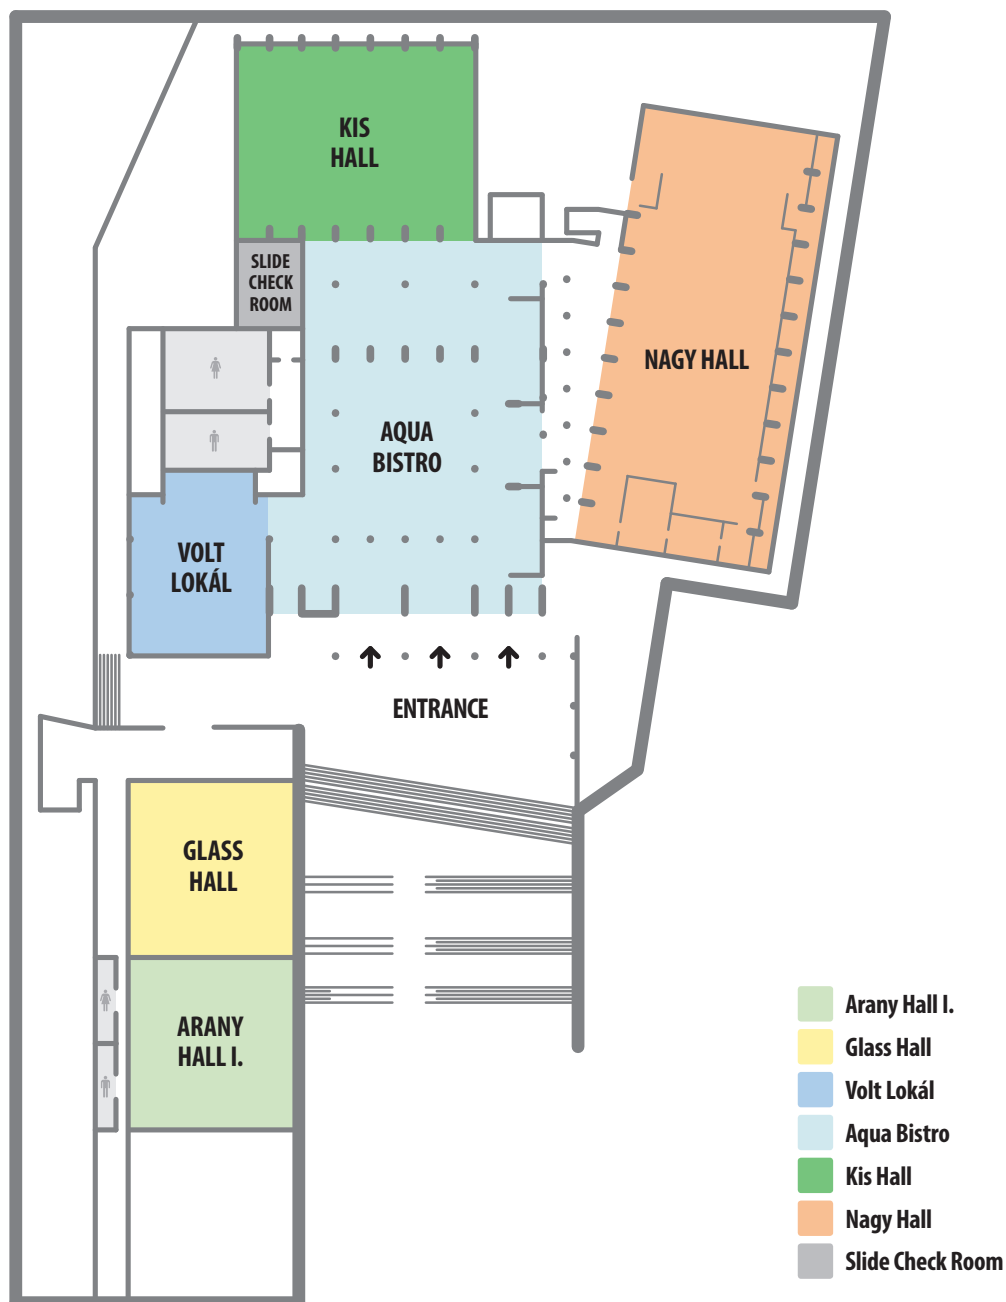 KIS
HALL
SLIDE
CHECK
ROOM
NAGY HALL
AQUA
BISTRO
VOLT
LOKÁL
ENTRANCE
GLASS
HALL
ARANY
HALL I.
Arany Hall I.
Glass Hall
Volt Lokál
Aqua Bistro
Kis Hall
Nagy Hall
Slide Check Room